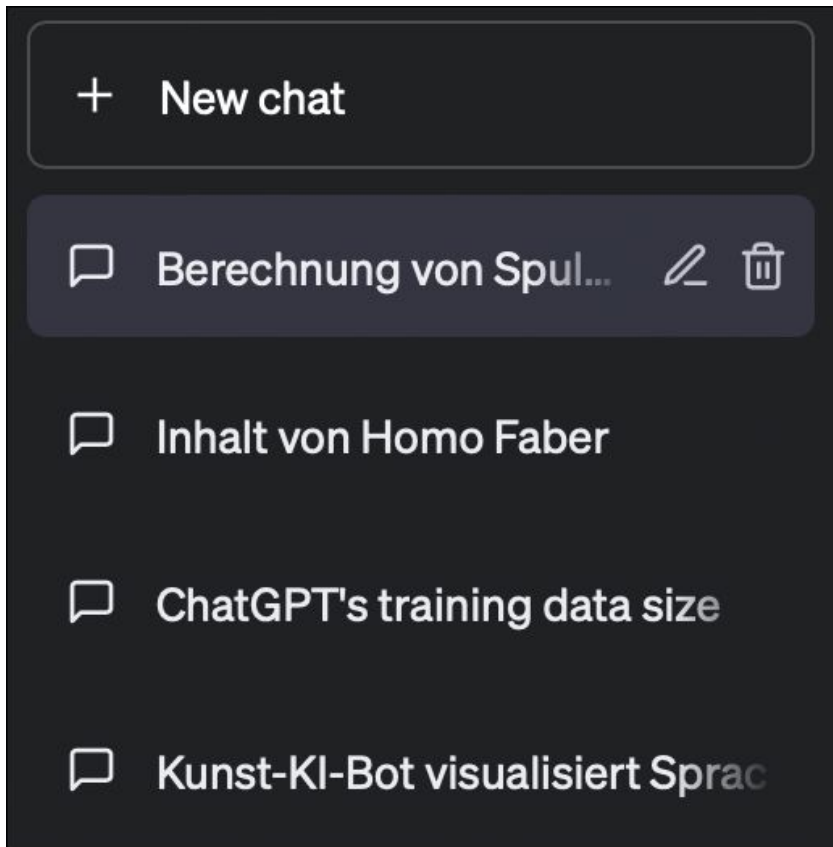 New chat
Berechnung von Spul...
Inhalt von Homo Faber
ChatGPT's training data size
Kunst-KI-Bot visualisiert Sprac